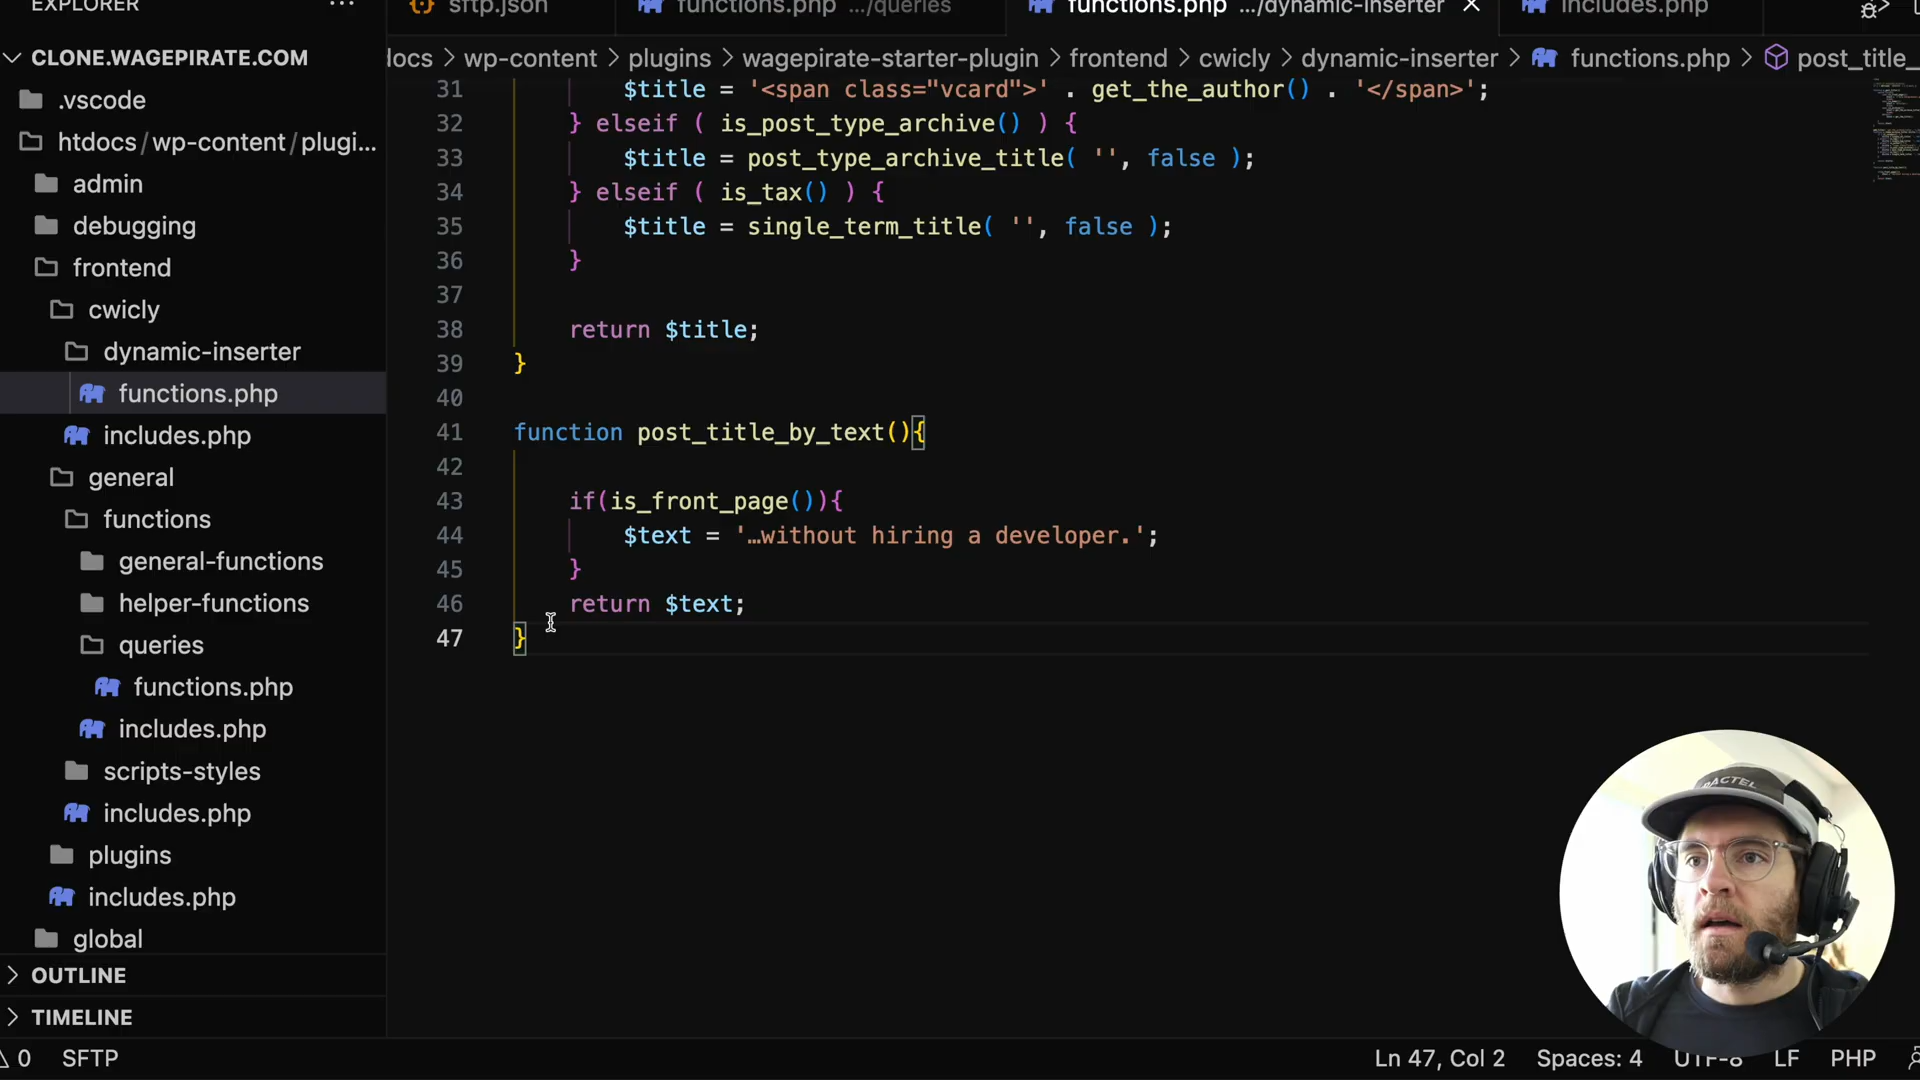 EXPLORER
...
sftp.json
functions.php .../queries
functions.php .../dynamic-inserter
includes.php
CLONE.WAGEPIRATE.COM
docs > wp-content > plugins > wagepirate-starter-plugin > frontend > cwicly > dynamic-inserter > functions.php > post_title_
.vscode
htdocs/wp-content/plugi...
admin
debugging
frontend
cwicly
dynamic-inserter
functions.php
includes.php
general
functions
general-functions
helper-functions
queries
functions.php
includes.php
scripts-styles
includes.php
plugins
includes.php
global
OUTLINE
TIMELINE
31 $title = '<span class="vcard">' . get_the_author() . '</span>';
32 } elseif ( is_post_type_archive() ) {
33 $title = post_type_archive_title( '', false );
34 } elseif ( is_tax() ) {
35 $title = single_term_title( '', false );
36 }
37
38 return $title;
39 }
40
41 function post_title_by_text(){
42
43 if(is_front_page()){
44 $text = '…without hiring a developer.';
45 }
46 return $text;
47 }
PACTEL
0 SFTP
Ln 47, Col 2 Spaces: 4 UTF-8 LF PHP